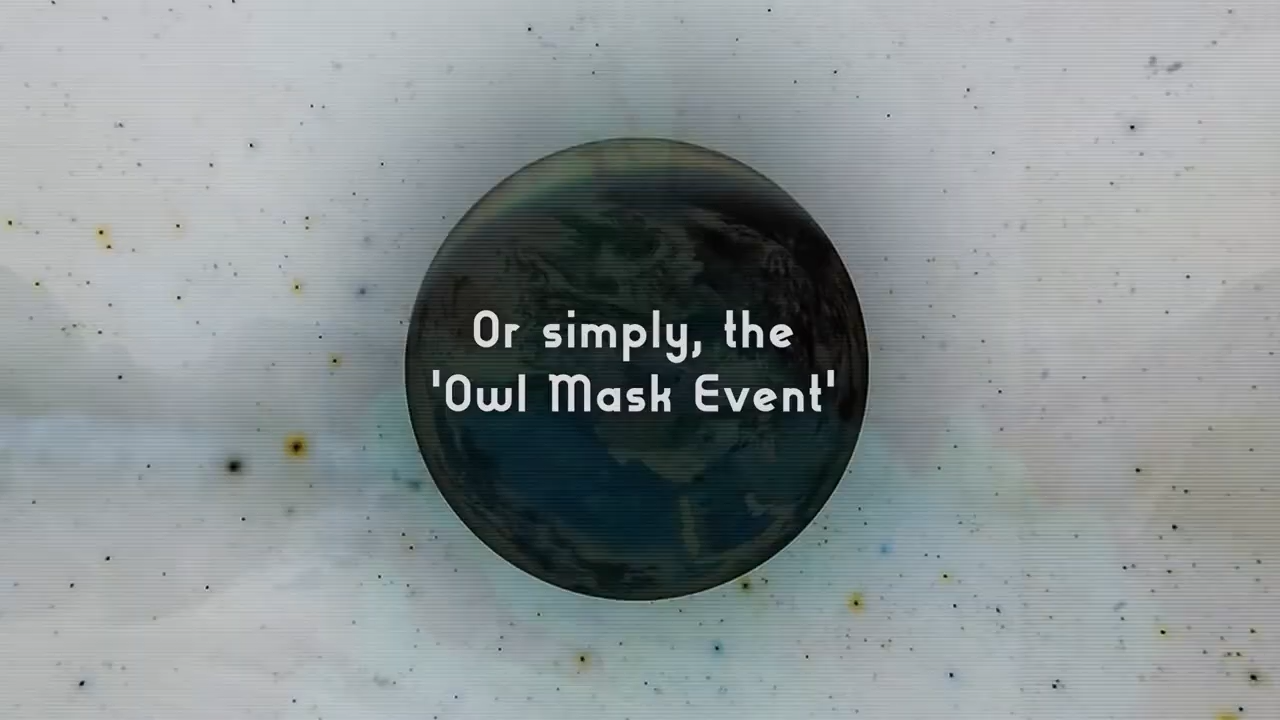 Or simply, the
'Owl Mask Event'